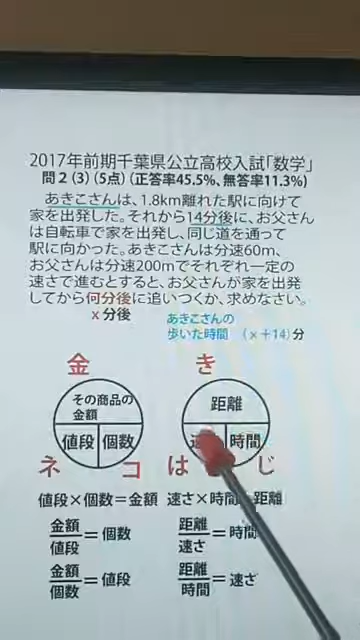 2017年前期千葉県公立高校入試「数学」
問2(3)(5点)(正答率45.5%、無答率11.3%)
あきこさんは、1.8km離れた駅に向けて
家を出発した。それから14分後に、お父さん
は自転車で家を出発し、同じ道を通って
駅に向かった。あきこさんは分速60m、
お父さんは分速200mでそれぞれ一定の
速さで進むとすると、お父さんが家を出発
してから何分後に追いつくか、求めなさい。
x分後
あきこさんの
歩いた時間 (x+14)分
金
き
その商品の
金額
距離
値段 個数
速 時間
ネ コ
は じ
値段×個数=金額
速さ×時間 距離
金額/値段=個数
距離/速さ=時間
金額/個数=値段
距離/時間=速さ